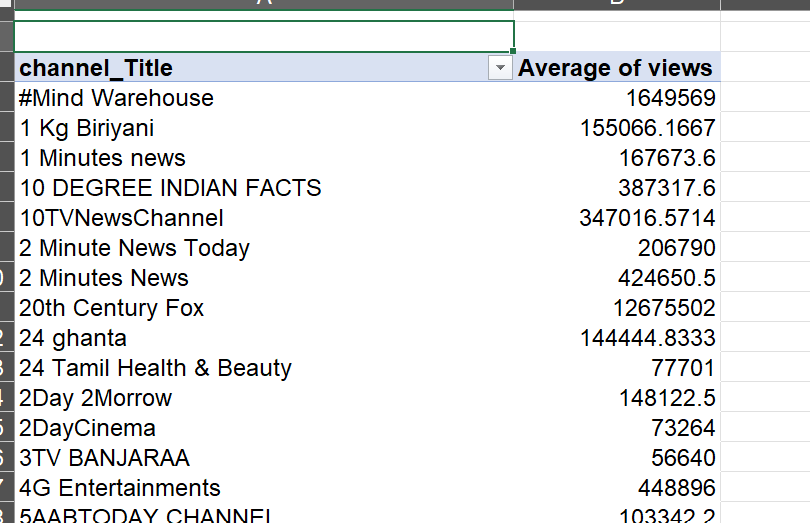 channel_Title Average of views
#Mind Warehouse 1649569
1 Kg Biriyani 155066.1667
1 Minutes news 167673.6
10 DEGREE INDIAN FACTS 387317.6
10TVNewsChannel 347016.5714
2 Minute News Today 206790
2 Minutes News 424650.5
20th Century Fox 12675502
24 ghanta 144444.8333
24 Tamil Health & Beauty 77701
2Day 2Morrow 148122.5
2DayCinema 73264
3TV BANJARAA 56640
4G Entertainments 448896
5AABTODAY CHANNEL 103342.2